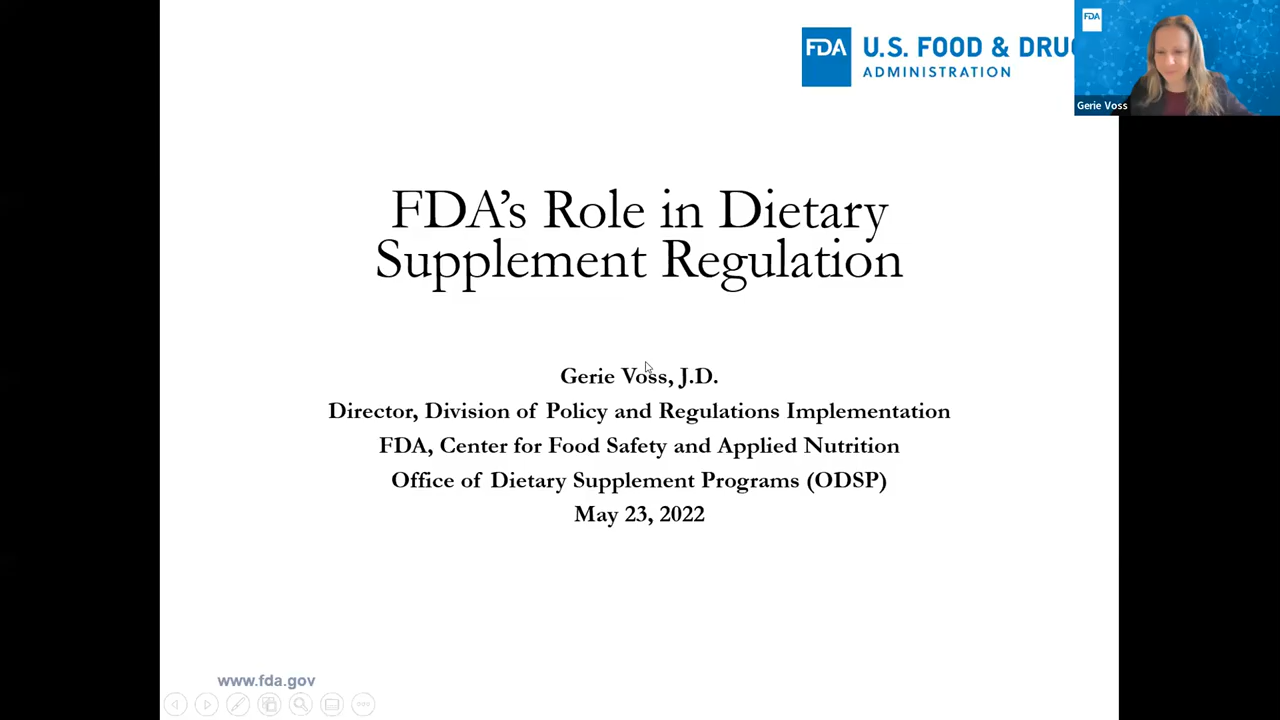 FDA
U.S. FOOD & DRUG
ADMINISTRATION
FDA
Gerie Voss
FDA's Role in Dietary
Supplement Regulation
Gerie Voss, J.D.
Director, Division of Policy and Regulations Implementation
FDA, Center for Food Safety and Applied Nutrition
Office of Dietary Supplement Programs (ODSP)
May 23, 2022
www.fda.gov